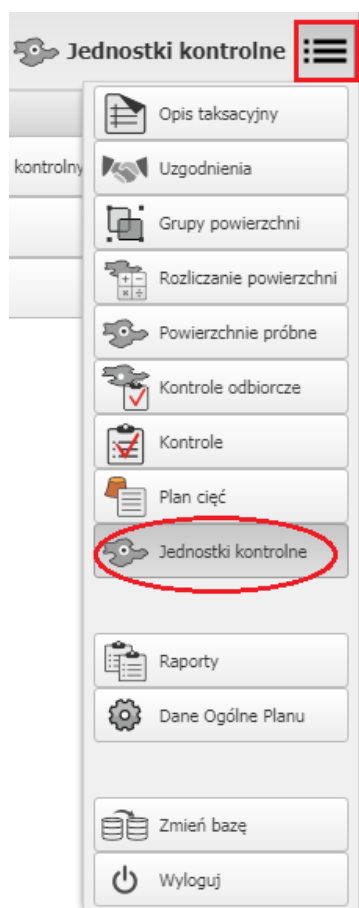 Jednostki kontrolne
Opis taksacyjny
kontrolny
Uzgodnienia
Grupy powierzchni
Rozliczanie powierzchni
Powierzchnie próbne
Kontrole odbiorcze
Kontrole
Plan cięć
Jednostki kontrolne
Raporty
Dane Ogólne Planu
Zmień bazę
Wyloguj